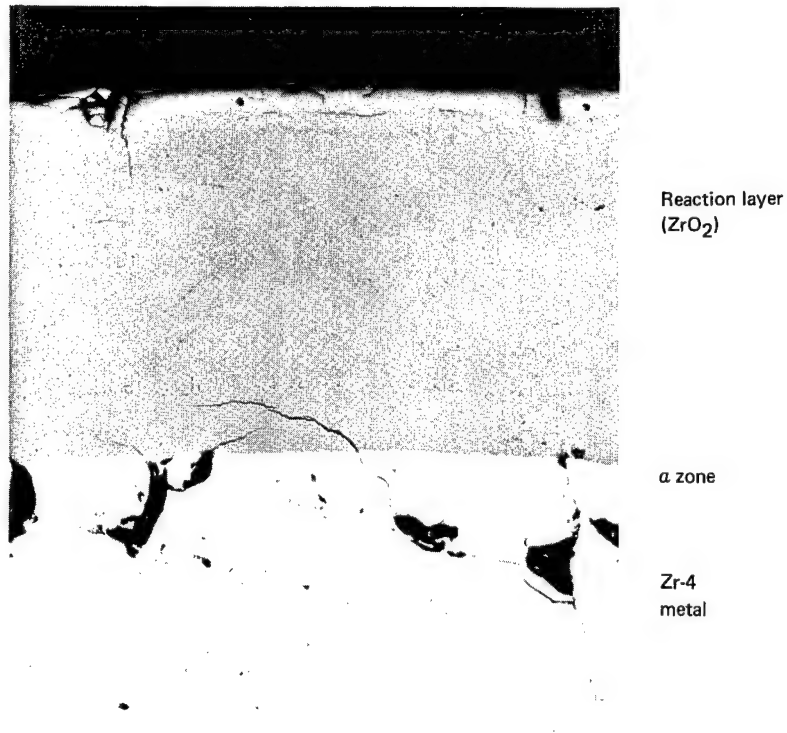 Reaction layer
(ZrO2)
α zone
Zr-4
metal